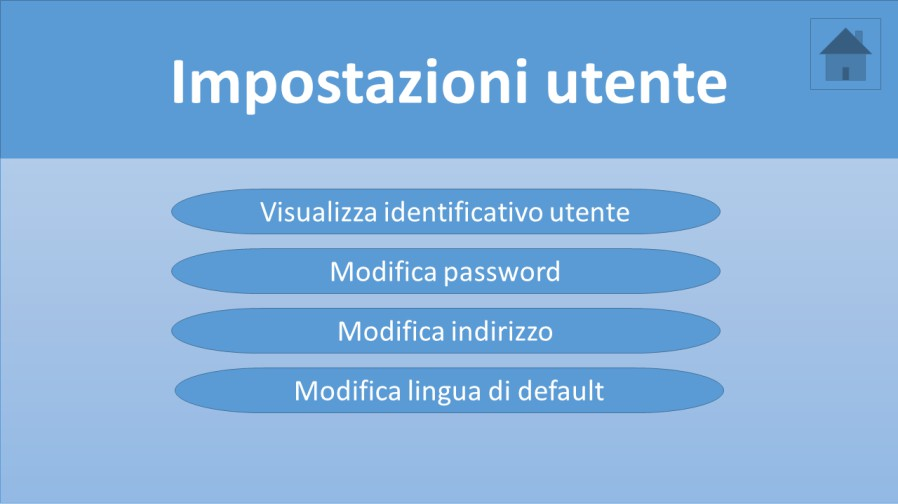 Impostazioni utente
Visualizza identificativo utente
Modifica password
Modifica indirizzo
Modifica lingua di default